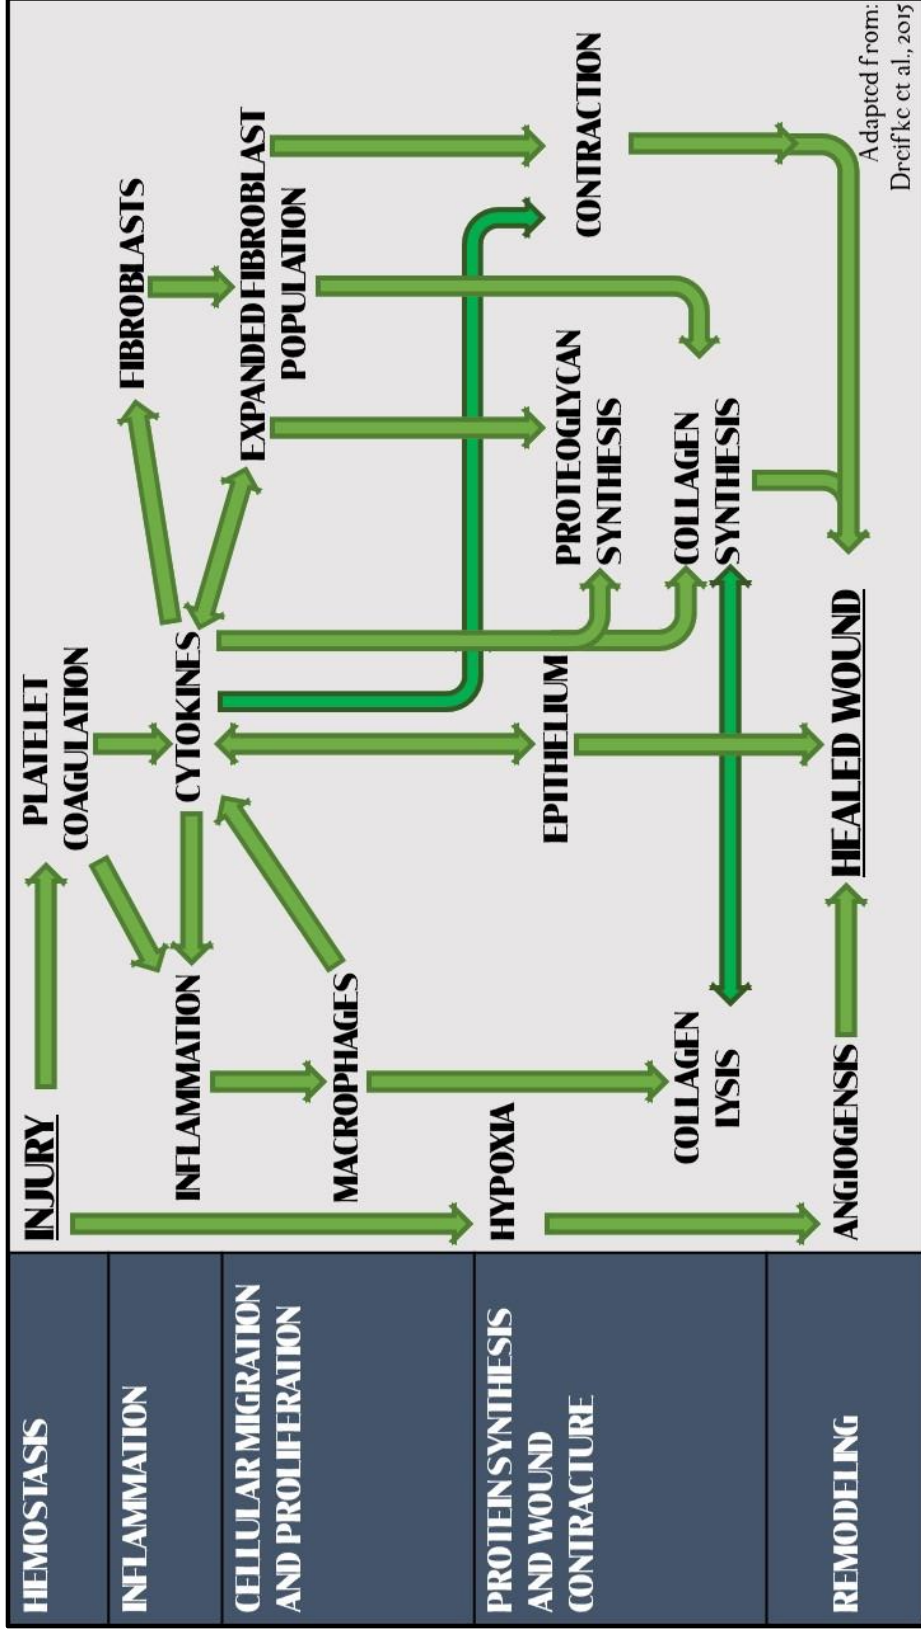 HEMOSTASIS
INFLAMMATION
CELLULAR MIGRATION
AND PROLIFERATION
PROTEIN SYNTHESIS
AND WOUND
CONTRACTURE
REMODELING
INJURY
PLATELET
COAGULATION
INFLAMMATION
CYTOKINES
FIBROBLASTS
MACROPHAGES
EXPANDED FIBROBLAST
POPULATION
HYPOXIA
EPITHELIUM
PROTEOGLYCAN
SYNTHESIS
CONTRACTION
COLLAGEN
LYSIS
COLLAGEN
SYNTHESIS
ANGIOGENSIS
HEALED WOUND
Adapted from:
Dreifke et al., 2015